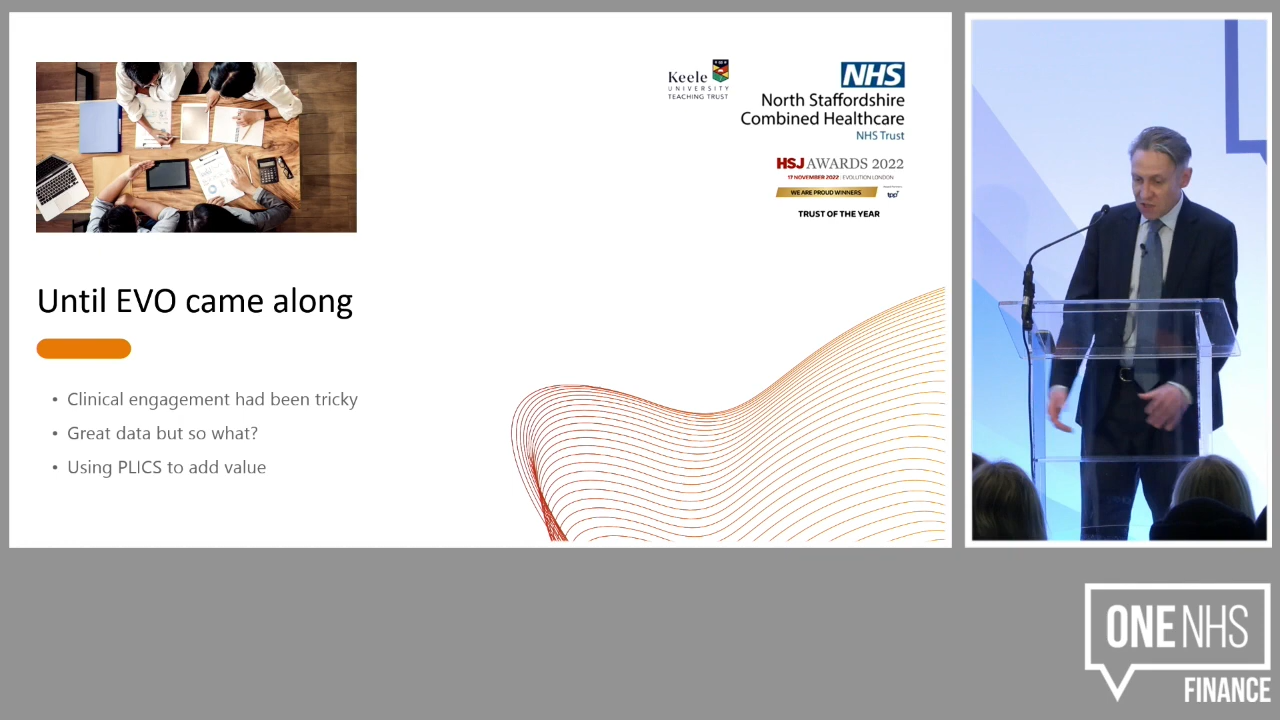 Keele
UNIVERSITY
TEACHING TRUST
NHS
North Staffordshire
Combined Healthcare
NHS Trust
HSJ AWARDS 2022
17 NOVEMBER 2022 | EVOLUTION LONDON
WE ARE PROUD WINNERS
tpp
TRUST OF THE YEAR
Until EVO came along
• Clinical engagement had been tricky
• Great data but so what?
• Using PLICS to add value
ONE NHS
FINANCE